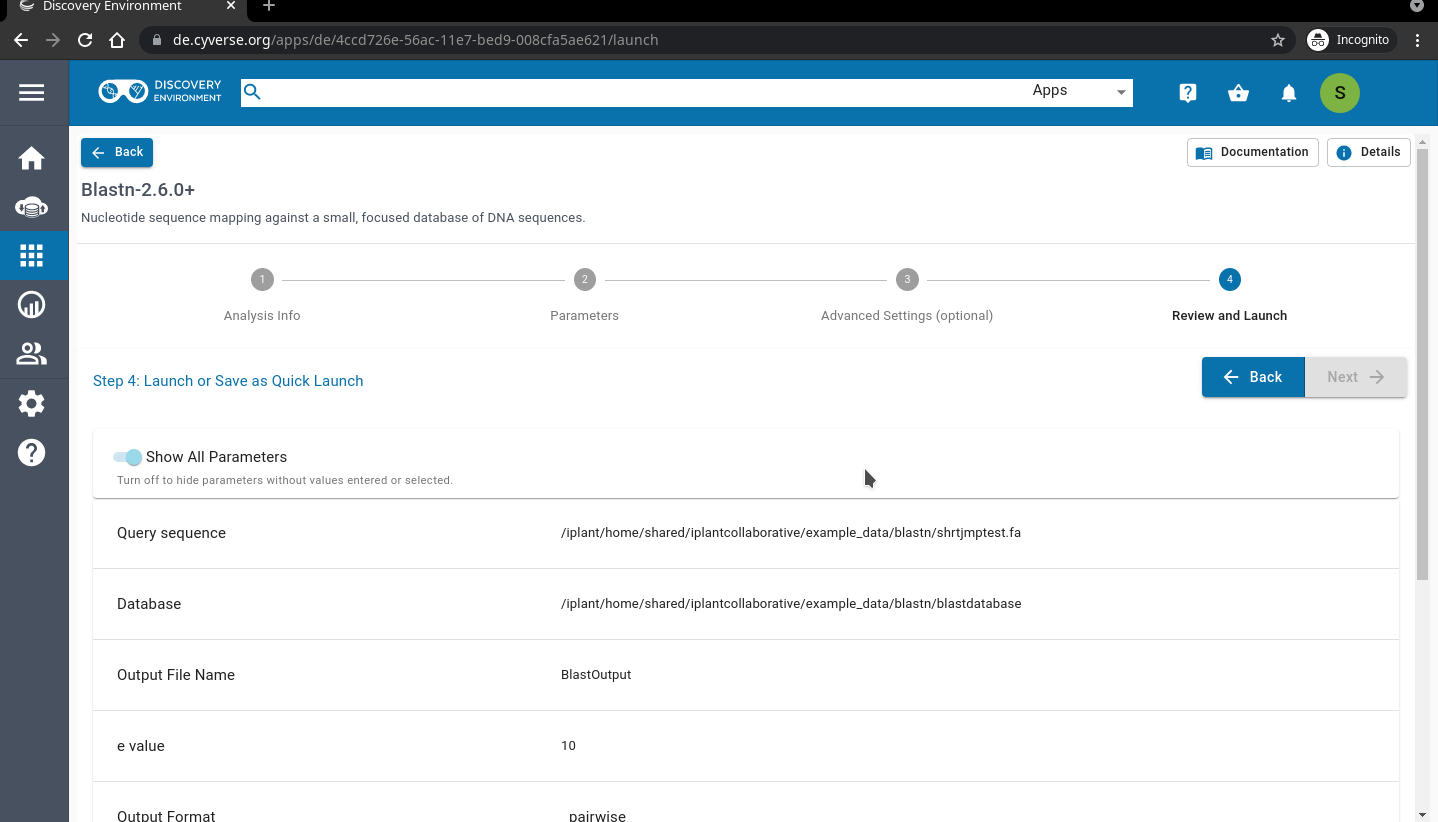 Discovery Environment
de.cyverse.org/apps/de/4ccd726e-56ac-11e7-bed9-008cfa5ae621/launch
Incognito
DISCOVERY
ENVIRONMENT
Apps
S
Back
Documentation
Details
Blastn-2.6.0+
Nucleotide sequence mapping against a small, focused database of DNA sequences.
1
2
3
4
Analysis Info
Parameters
Advanced Settings (optional)
Review and Launch
Step 4: Launch or Save as Quick Launch
Back
Next
Show All Parameters
Turn off to hide parameters without values entered or selected.
Query sequence
/iplant/home/shared/iplantcollaborative/example_data/blastn/shrtjmptest.fa
Database
/iplant/home/shared/iplantcollaborative/example_data/blastn/blastdatabase
Output File Name
BlastOutput
e value
10
Output Format
pairwise